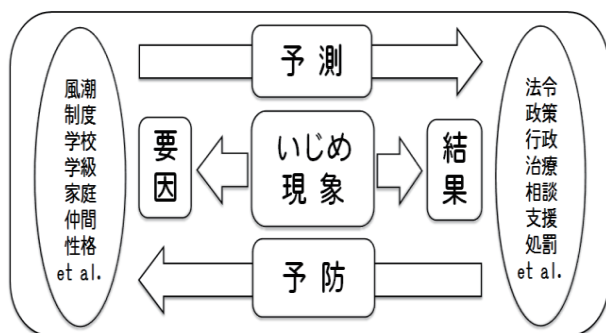 風潮
制度
学校
学級
家庭
仲間
性格
et al.
予測
要因
いじめ
現象
結果
予防
法令
政策
行政
治療
相談
支援
処罰
et al.